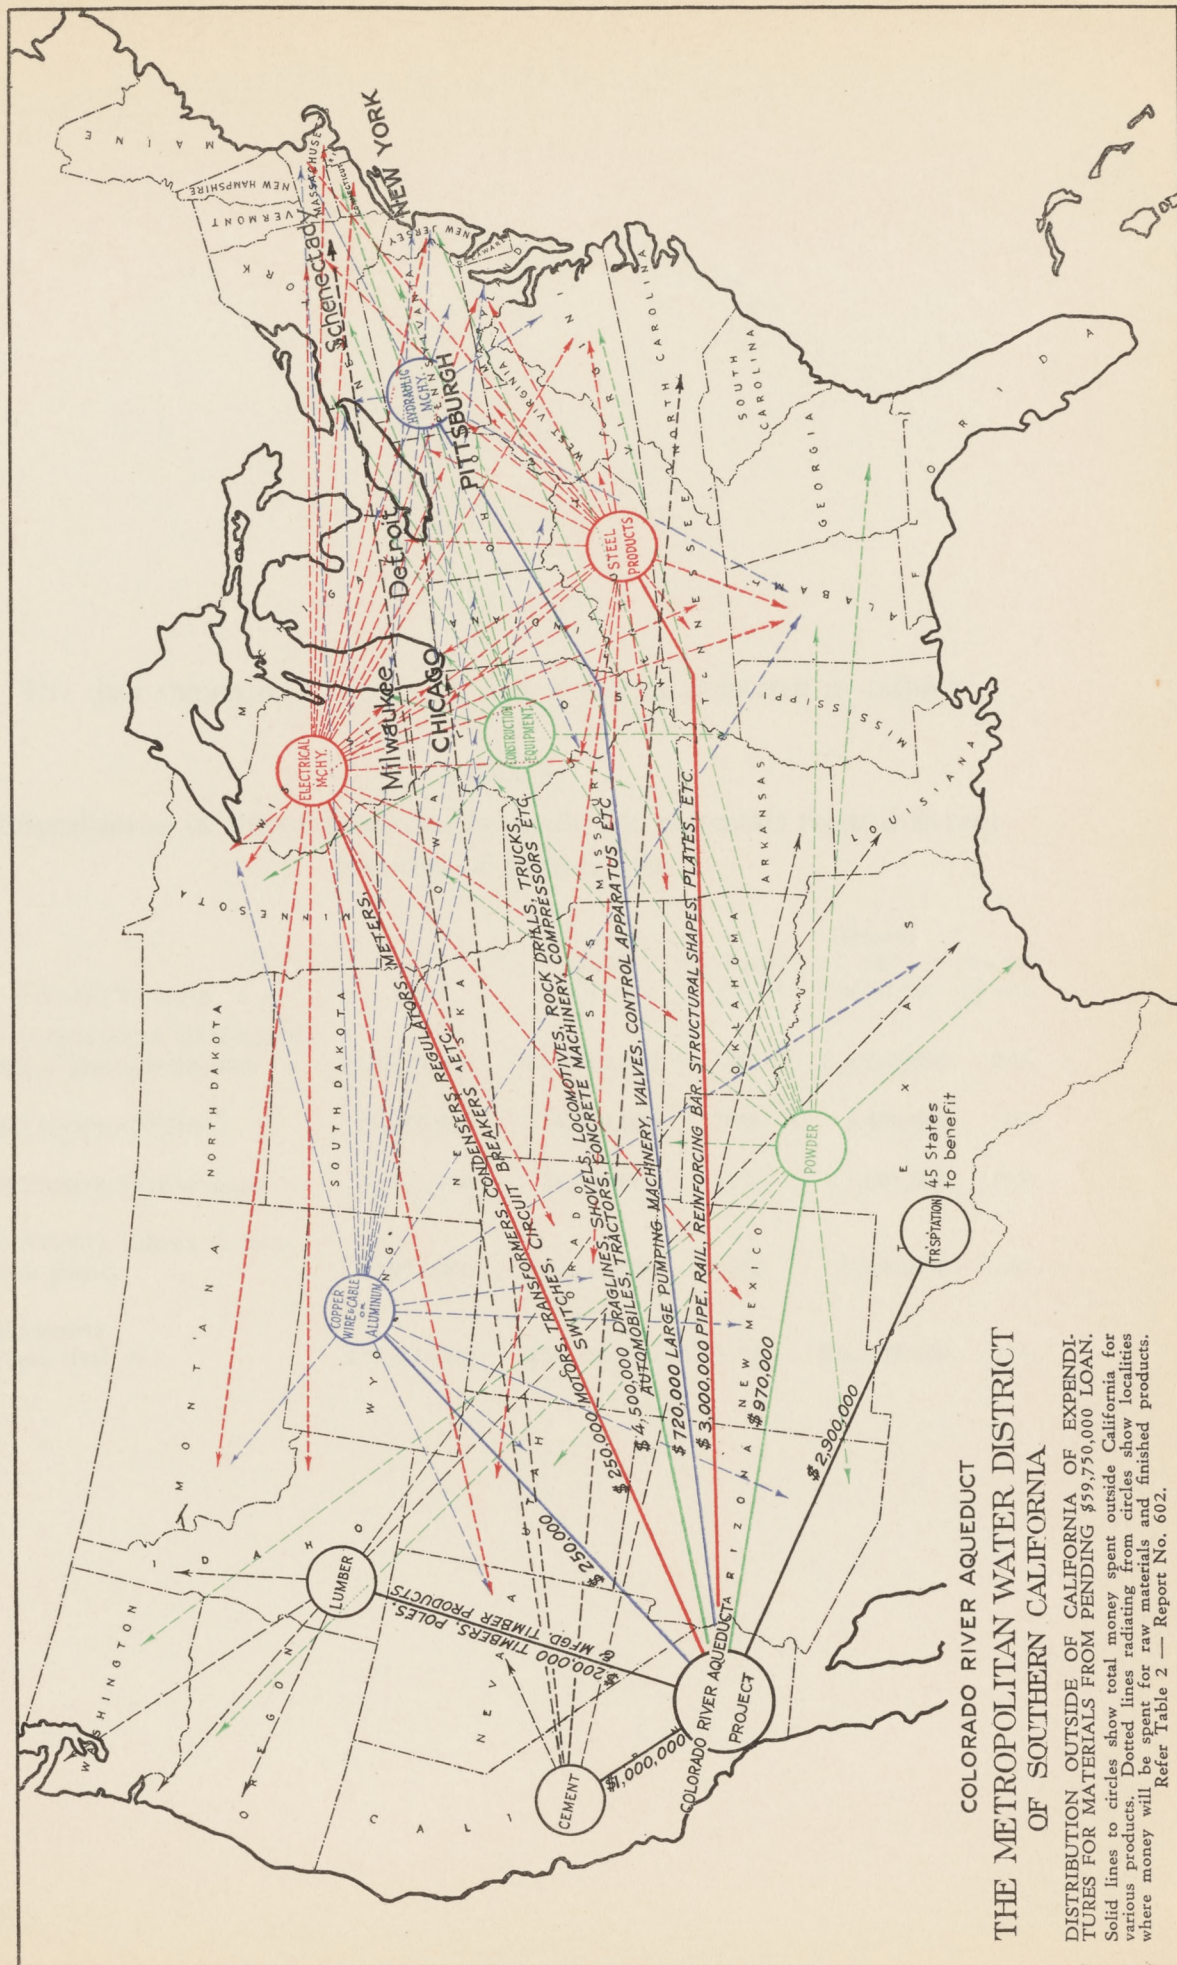 COLORADO RIVER AQUEDUCT
THE METROPOLITAN WATER DISTRICT
OF SOUTHERN CALIFORNIA
DISTRIBUTION OUTSIDE OF CALIFORNIA OF EXPENDI-
TURES FOR MATERIALS FROM PENDING $59,750,000 LOAN.
Solid lines to circles show total money spent outside California for
various products. Dotted lines radiating from circles show localities
where money will be spent for raw materials and finished products.
Refer Table 2 — Report No. 602.
COLORADO RIVER AQUEDUCT
PROJECT
CEMENT
$1,000,000
LUMBER
$200,000 TIMBERS, POLES,
& MFGD. TIMBER PRODUCTS
COPPER
WIRE & CABLE
OR
ALUMINUM
$250,000
ELECTRICAL
MCHY.
$250,000 MOTORS, TRANSFORMERS, CONDENSERS, REGULATORS, METERS,
SWITCHES, CIRCUIT BREAKERS ETC.
CONSTRUCTION
EQUIPMENT
$4,500,000 DRAGLINES, SHOVELS, LOCOMOTIVES, ROCK DRILLS, TRUCKS,
AUTOMOBILES, TRACTORS, CONCRETE MACHINERY, COMPRESSORS ETC
HYDRAULIC
MCHY.
$720,000 LARGE PUMPING MACHINERY, VALVES, CONTROL APPARATUS ETC
STEEL
PRODUCTS
$3,000,000 PIPE, RAIL, REINFORCING BAR, STRUCTURAL SHAPES, PLATES, ETC.
POWDER
$970,000
TRSPTATION
$2,900,000
45 States
to benefit
WASHINGTON
OREGON
CALI
NEVADA
IDAHO
MONTANA
WYOMING
UTAH
ARIZONA
NEW MEXICO
COLORADO
NORTH DAKOTA
SOUTH DAKOTA
NEBRASKA
KANSAS
OKLAHOMA
TEXAS
MINNESOTA
IOWA
MISSOURI
ARKANSAS
LOUISIANA
MISSISSIPPI
ALABAMA
GEORGIA
TENNESSEE
NORTH CAROLINA
SOUTH
CAROLINA
WEST VIRGINIA
PENNSYLVANIA
NEW JERSEY
VERMONT
NEW HAMPSHIRE
MAINE
Milwaukee
CHICAGO
Detroit
PITTSBURGH
Schenectady
NEW YORK